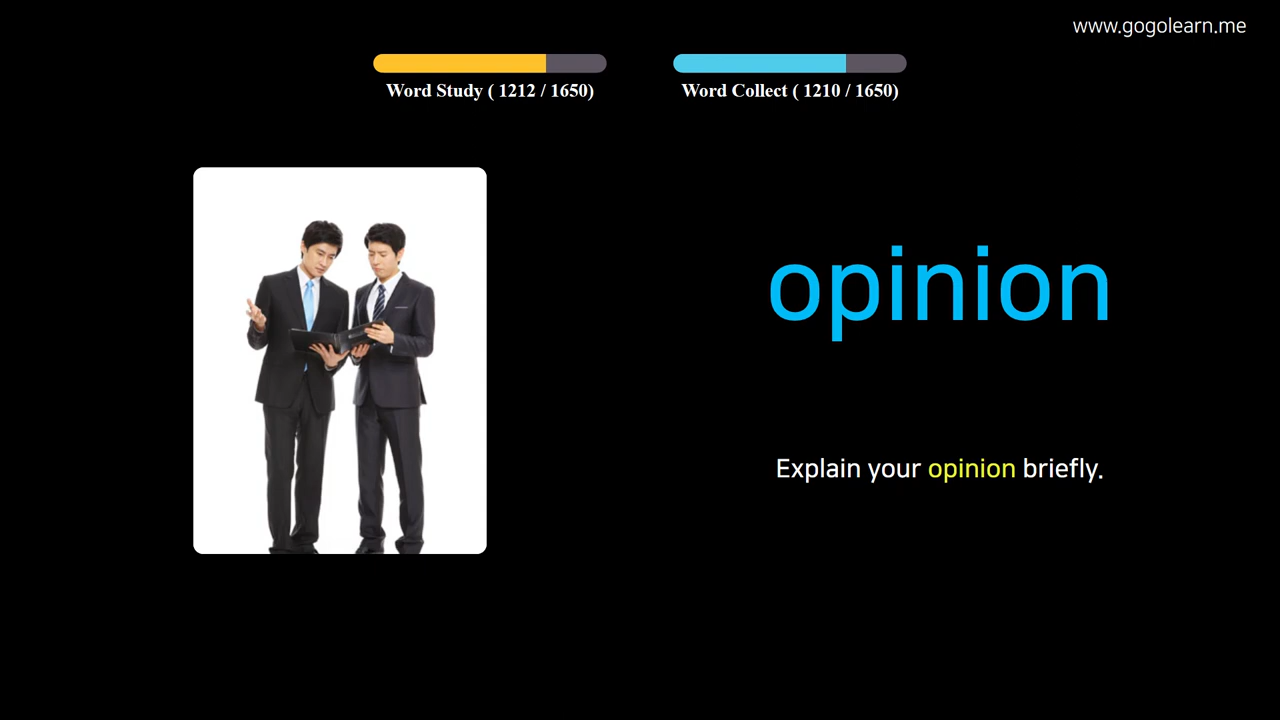 www.gogolearn.me
Word Study ( 1212 / 1650)
Word Collect ( 1210 / 1650)
opinion
Explain your opinion briefly.